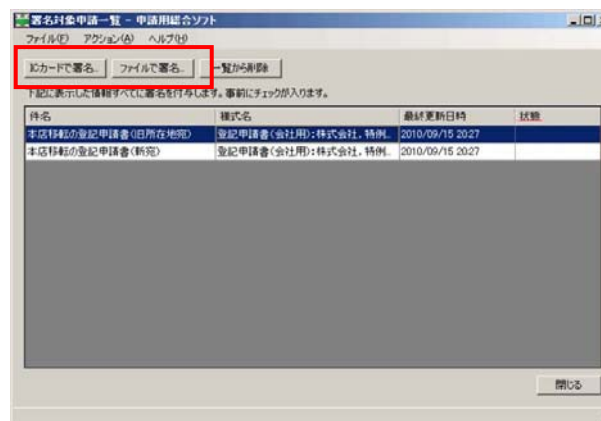 署名対象申請一覧 - 申請用総合ソフト
ファイル(F) アクション(A) ヘルプ(H)
ICカードで署名... ファイルで署名... 一覧から削除
下記に表示した情報すべてに署名を付与します。事前にチェックが入ります。
件名 様式名 最終更新日時 状態
本店移転の登記申請書(旧所在地宛) 登記申請書(会社用):株式会社，特例... 2010/09/15 20:27
本店移転の登記申請書(新宛) 登記申請書(会社用):株式会社，特例... 2010/09/15 20:27
閉じる